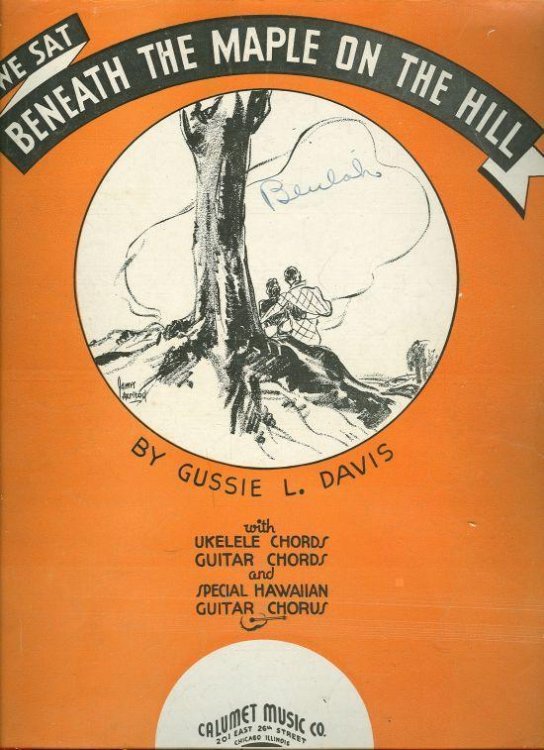 WE SAT
BENEATH THE MAPLE ON THE HILL
Beulah
BY GUSSIE L. DAVIS
with
UKELELE CHORDS
GUITAR CHORDS
and
SPECIAL HAWAIIAN
GUITAR CHORUS
CALUMET MUSIC CO.
201 EAST 26TH STREET
CHICAGO ILLINOIS